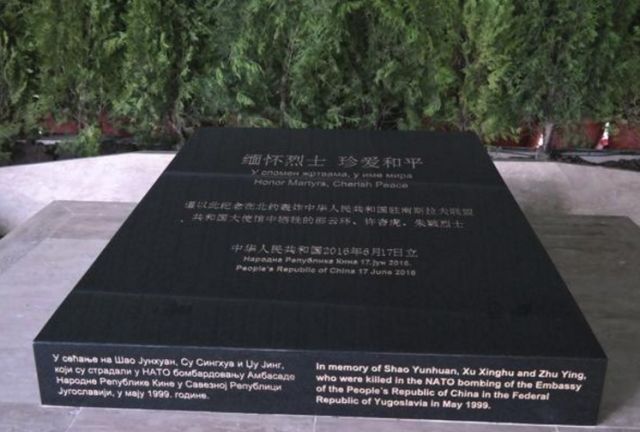 缅怀烈士 珍爱和平
У спомен жртвама, у име мира
Honor Martyrs, Cherish Peace
谨以此纪念在北约轰炸中华人民共和国驻南斯拉夫联盟
共和国大使馆中牺牲的邵云环、许杏虎、朱颖烈士
中华人民共和国2016年6月17日立
Народна Република Кина 17. јун 2016.
People's Republic of China 17 June 2016
У сећање на Шао Јунхуан, Су Сингхуа и Џу Јинг,
који су страдали у НАТО бомбардовању Амбасаде
Народне Републике Кине у Савезној Републици
Југославији, у мају 1999. године.
In memory of Shao Yunhuan, Xu Xinghu and Zhu Ying,
who were killed in the NATO bombing of the Embassy
of the People's Republic of China in the Federal
Republic of Yugoslavia in May 1999.